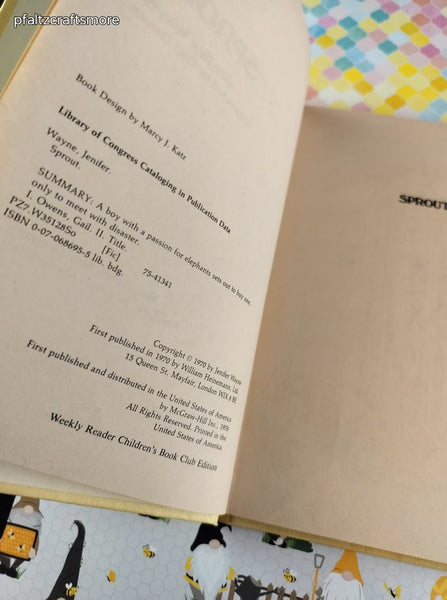 pfaltzcraftsmore
Book Design by Marcy J. Katz
Library of Congress Cataloging in Publication Data
Wayne, Jenifer.
Sprout.
SUMMARY: A boy with a passion for elephants sets out to buy one,
only to meet with disaster.
I. Owens, Gail. II. Title.
PZ7.W3512850 [Fic] 75-41341
ISBN 0-07-068695-5 lib. bdg.
Copyright © 1970 by Jenifer Wayne
First published in 1970 by William Heinemann, Ltd.
15 Queen St. Mayfair, London W1X 8 BE
First published and distributed in the United States of America
by McGraw-Hill Inc., 1976
All Rights Reserved. Printed in the
United States of America.
Weekly Reader Children's Book Club Edition
SPROUT